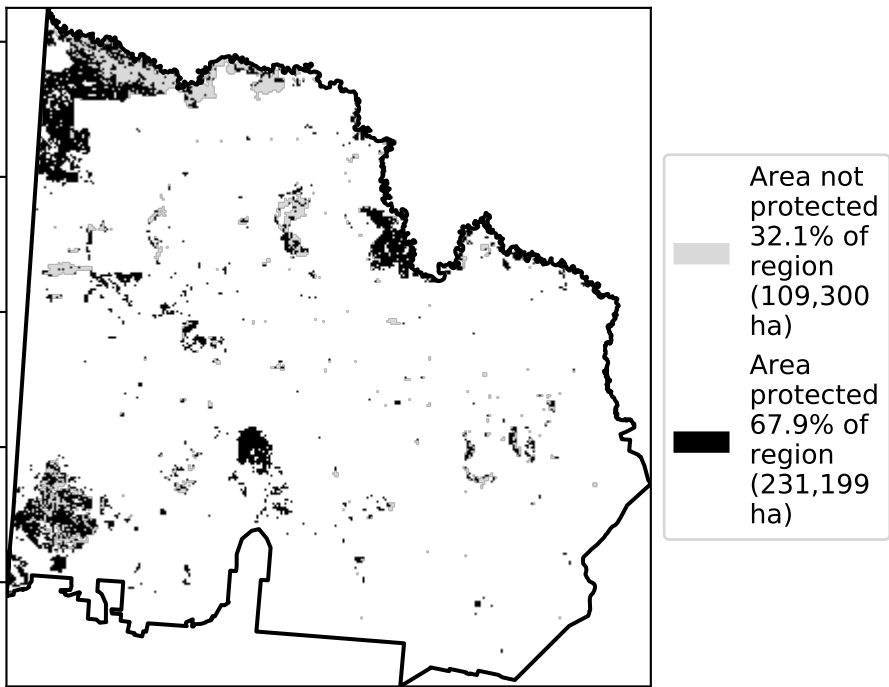 Area not
protected
32.1% of
region
(109,300
ha)
Area
protected
67.9% of
region
(231,199
ha)